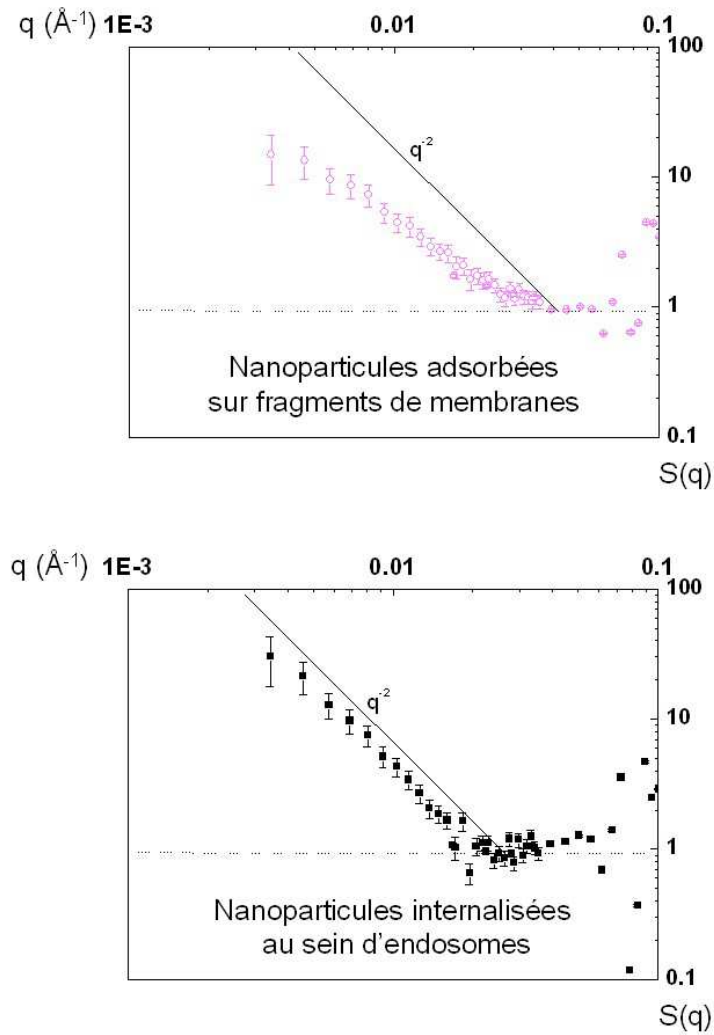 q (Å-1) 1E-3 0.01 0.1
100
q-2
10
1
Nanoparticules adsorbées
sur fragments de membranes
0.1
S(q)
q (Å-1) 1E-3 0.01 0.1
100
q-2
10
1
Nanoparticules internalisées
au sein d'endosomes
0.1
S(q)